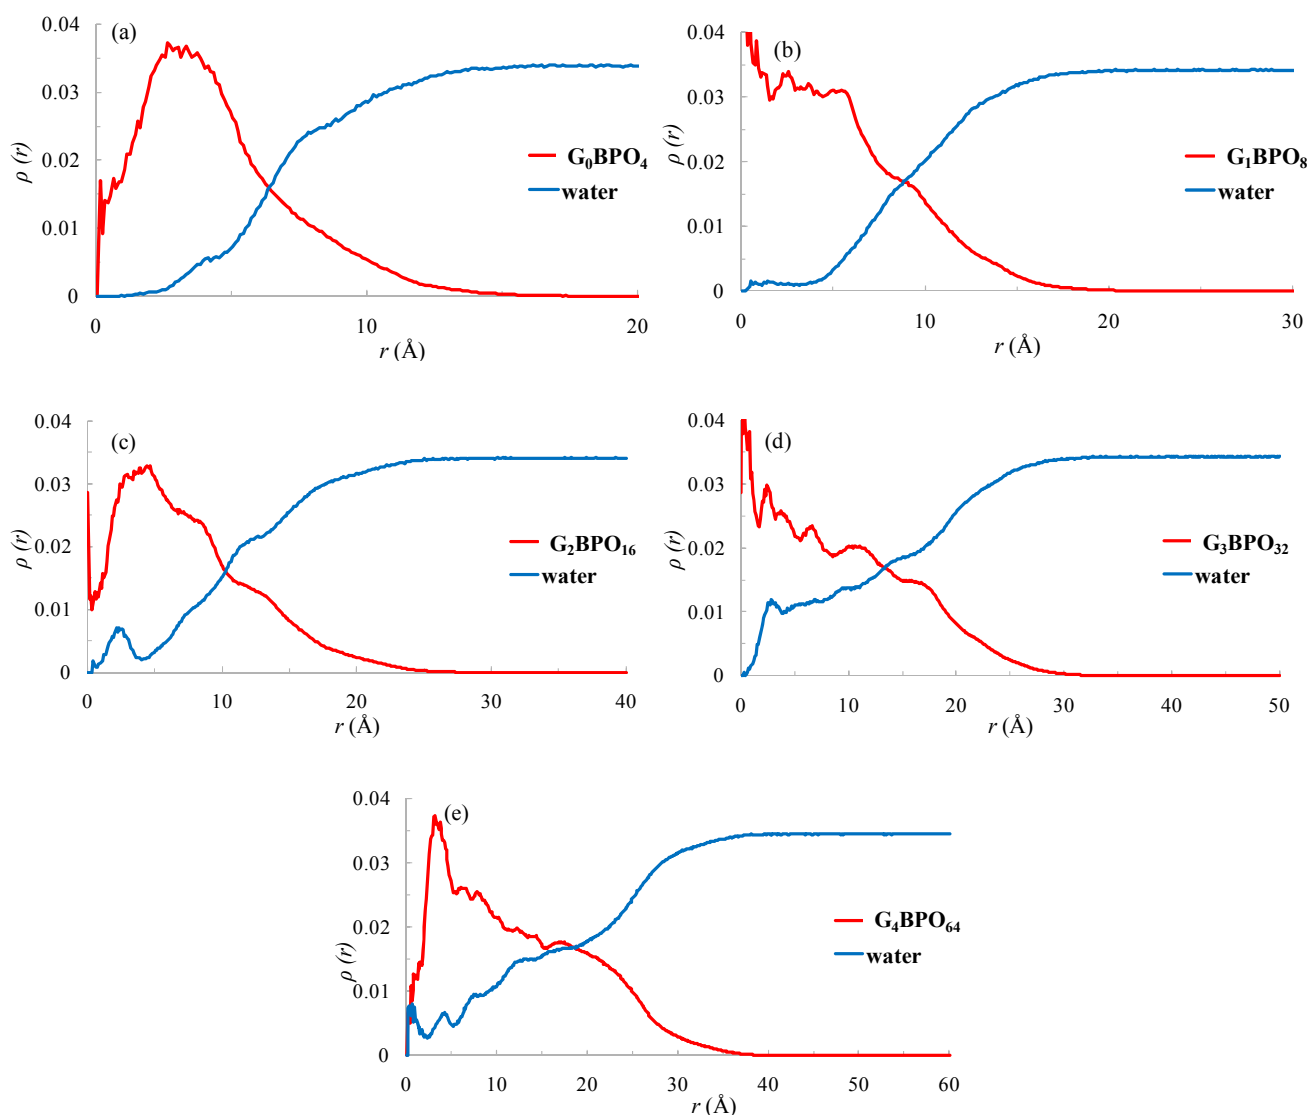 (a)
0.04
0.03
0.02
0.01
0
ρ (r)
G₀BPO₄
water
0 10 20
r (Å)
(b)
0.04
0.03
0.02
0.01
0
ρ (r)
G₁BPO₈
water
0 10 20 30
r (Å)
(c)
0.04
0.03
0.02
0.01
0
ρ (r)
G₂BPO₁₆
water
0 10 20 30 40
r (Å)
(d)
0.04
0.03
0.02
0.01
0
ρ (r)
G₃BPO₃₂
water
0 10 20 30 40 50
r (Å)
(e)
0.04
0.03
0.02
0.01
0
ρ (r)
G₄BPO₆₄
water
0 10 20 30 40 50 60
r (Å)